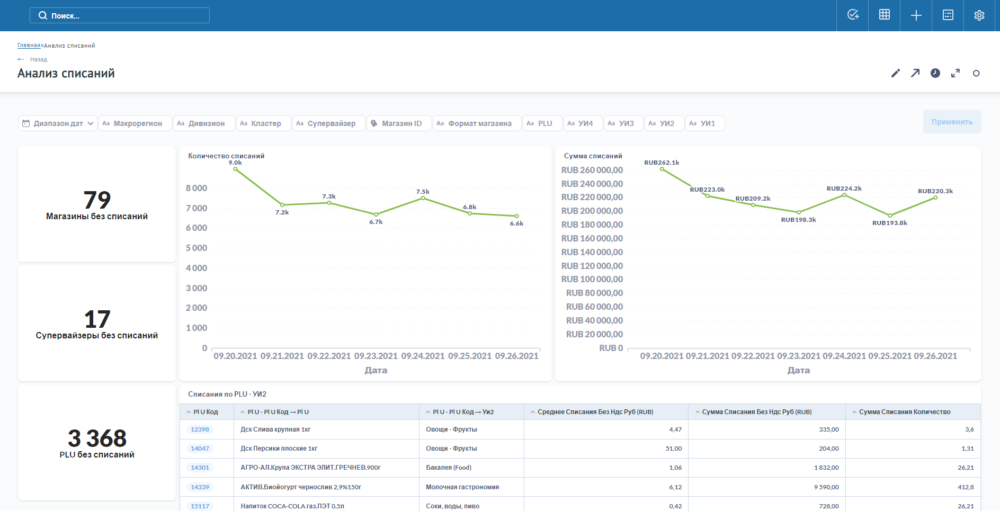 Поиск...
Главная»Анализ списаний
Назад
Анализ списаний
Диапазон дат
Aa Макрорегион
Aa Дивизион
Aa Кластер
Aa Супервайзер
Магазин ID
Aa Формат магазина
Aa PLU
Aa УИ4
Aa УИ3
Aa УИ2
Aa УИ1
Применить
79
Магазины без списаний
17
Супервайзеры без списаний
3 368
PLU без списаний
Количество списаний
9.0k
7.2k
7.3k
6.7k
7.5k
6.8k
6.6k
8 000
7 000
6 000
5 000
4 000
3 000
2 000
1 000
0
09.20.2021 09.21.2021 09.22.2021 09.23.2021 09.24.2021 09.25.2021 09.26.2021
Дата
Сумма списаний
RUB262.1k
RUB223.0k
RUB209.2k
RUB198.3k
RUB224.2k
RUB193.8k
RUB220.3k
RUB 260 000,00
RUB 240 000,00
RUB 220 000,00
RUB 200 000,00
RUB 180 000,00
RUB 160 000,00
RUB 140 000,00
RUB 120 000,00
RUB 100 000,00
RUB 80 000,00
RUB 60 000,00
RUB 40 000,00
RUB 20 000,00
RUB 0
09.20.2021 09.21.2021 09.22.2021 09.23.2021 09.24.2021 09.25.2021 09.26.2021
Дата
Списания по PLU - УИ2
Pl U Код Pl U - Pl U Код → Pl U Pl U - Pl U Код → Уи2 Среднее Списания Без Ндс Руб (RUB) Сумма Списания Без Ндс Руб (RUB) Сумма Списания Количество
12398 Дск Слива крупная 1кг Овощи - Фрукты 4,47 335,00 3,6
14047 Дск Персики плоские 1кг Овощи - Фрукты 51,00 204,00 1,31
14301 АГРО-АЛ.Крупа ЭКСТРА ЭЛИТ.ГРЕЧНЕВ.900г Бакалея (Food) 1,06 1 832,00 26,21
14339 АКТИВ.Биойогурт чернослив 2,9%150г Молочная гастрономия 6,12 9 590,00 412,8
15117 Напиток COCA-COLA газ.ПЭТ 0.5л Соки, воды, пиво 0,42 728,00 26,21